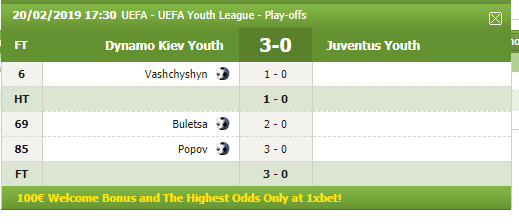 20/02/2019 17:30 UEFA - UEFA Youth League - Play-offs
FT Dynamo Kiev Youth 3-0 Juventus Youth
6 Vashchyshyn 1 - 0
HT 1 - 0
69 Buletsa 2 - 0
85 Popov 3 - 0
FT 3 - 0
100€ Welcome Bonus and The Highest Odds Only at 1xbet!